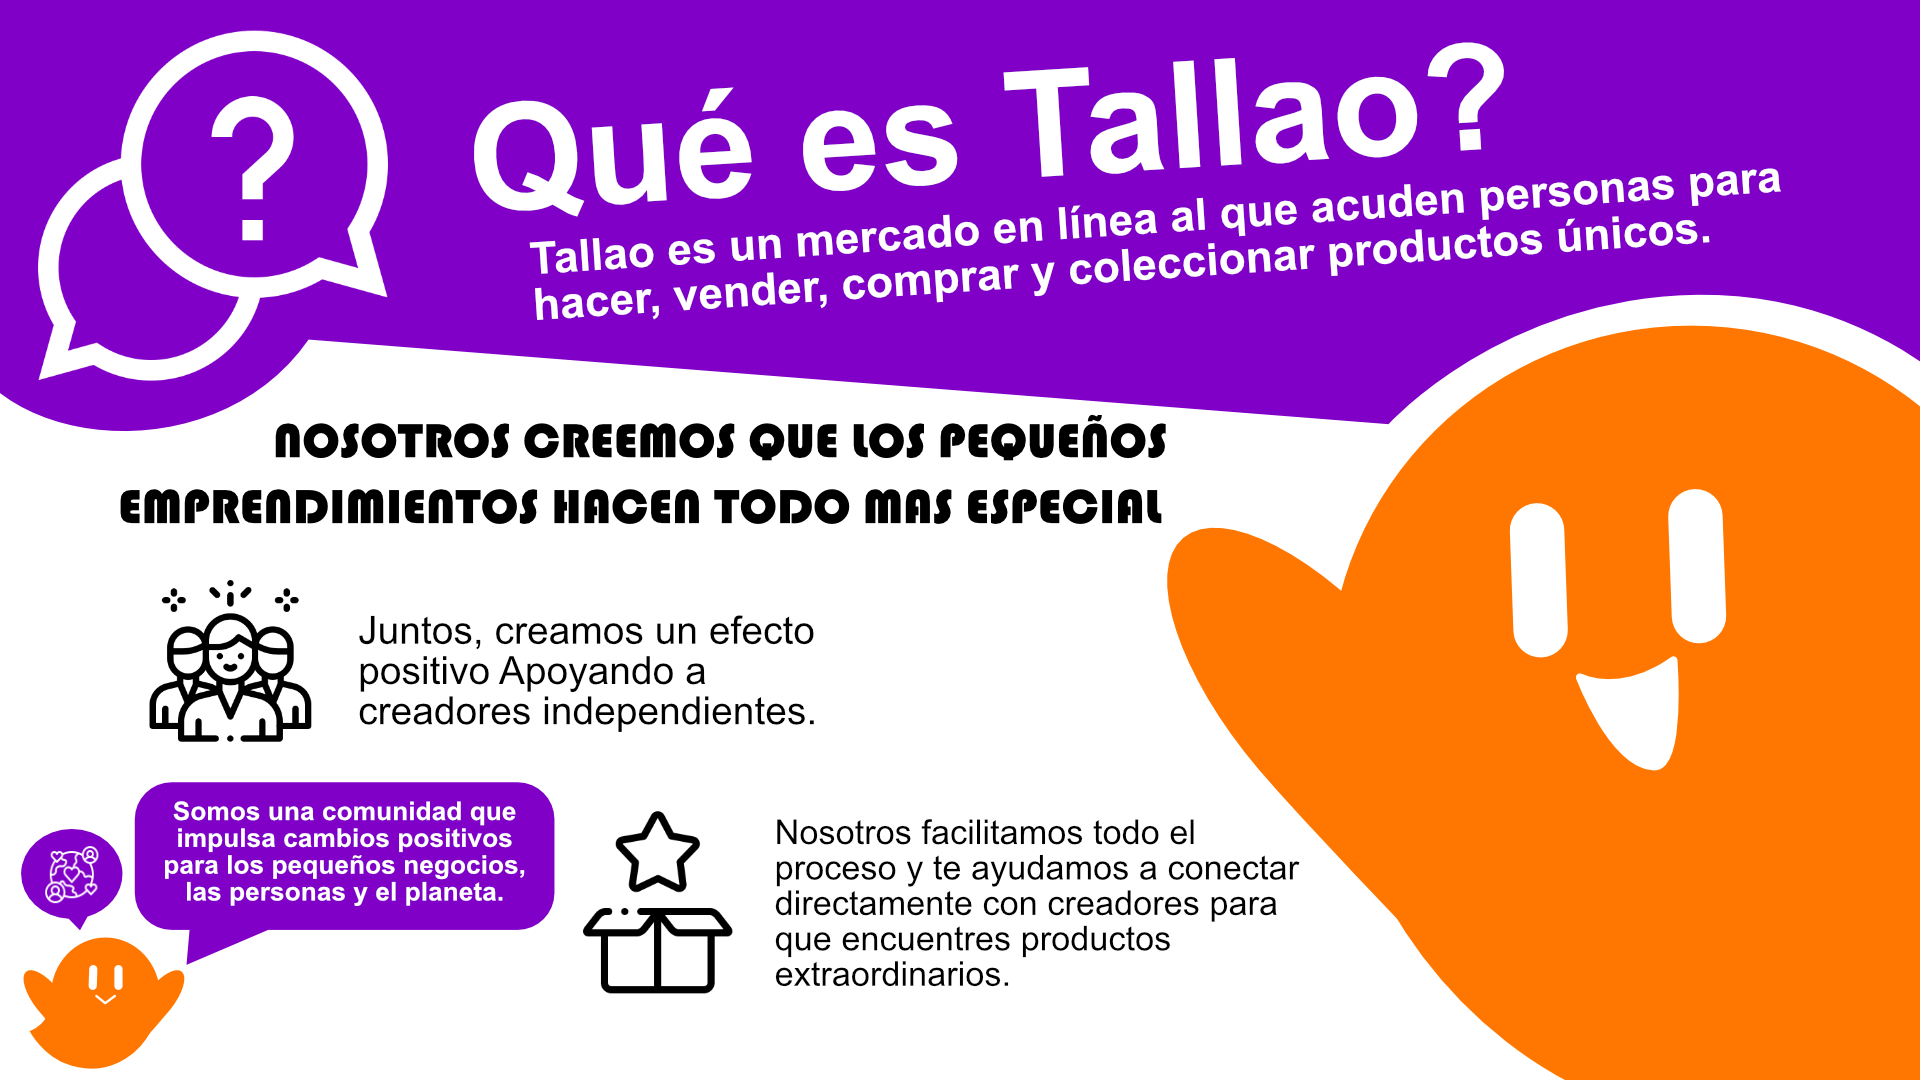 ?
Qué es Tallao?
Tallao es un mercado en línea al que acuden personas para
hacer, vender, comprar y coleccionar productos únicos.
NOSOTROS CREEMOS QUE LOS PEQUEÑOS
EMPRENDIMIENTOS HACEN TODO MAS ESPECIAL
Juntos, creamos un efecto
positivo Apoyando a
creadores independientes.
Somos una comunidad que
impulsa cambios positivos
para los pequeños negocios,
las personas y el planeta.
Nosotros facilitamos todo el
proceso y te ayudamos a conectar
directamente con creadores para
que encuentres productos
extraordinarios.